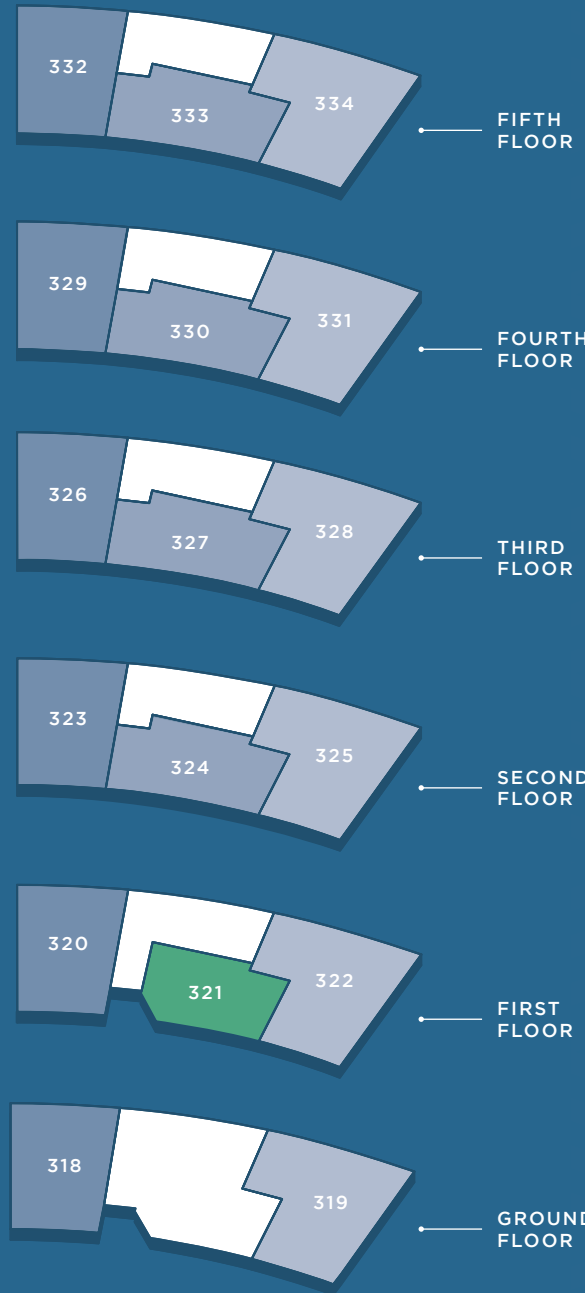 332
333
334
FIFTH
FLOOR
329
330
331
FOURTH
FLOOR
326
327
328
THIRD
FLOOR
323
324
325
SECOND
FLOOR
320
321
322
FIRST
FLOOR
318
319
GROUND
FLOOR